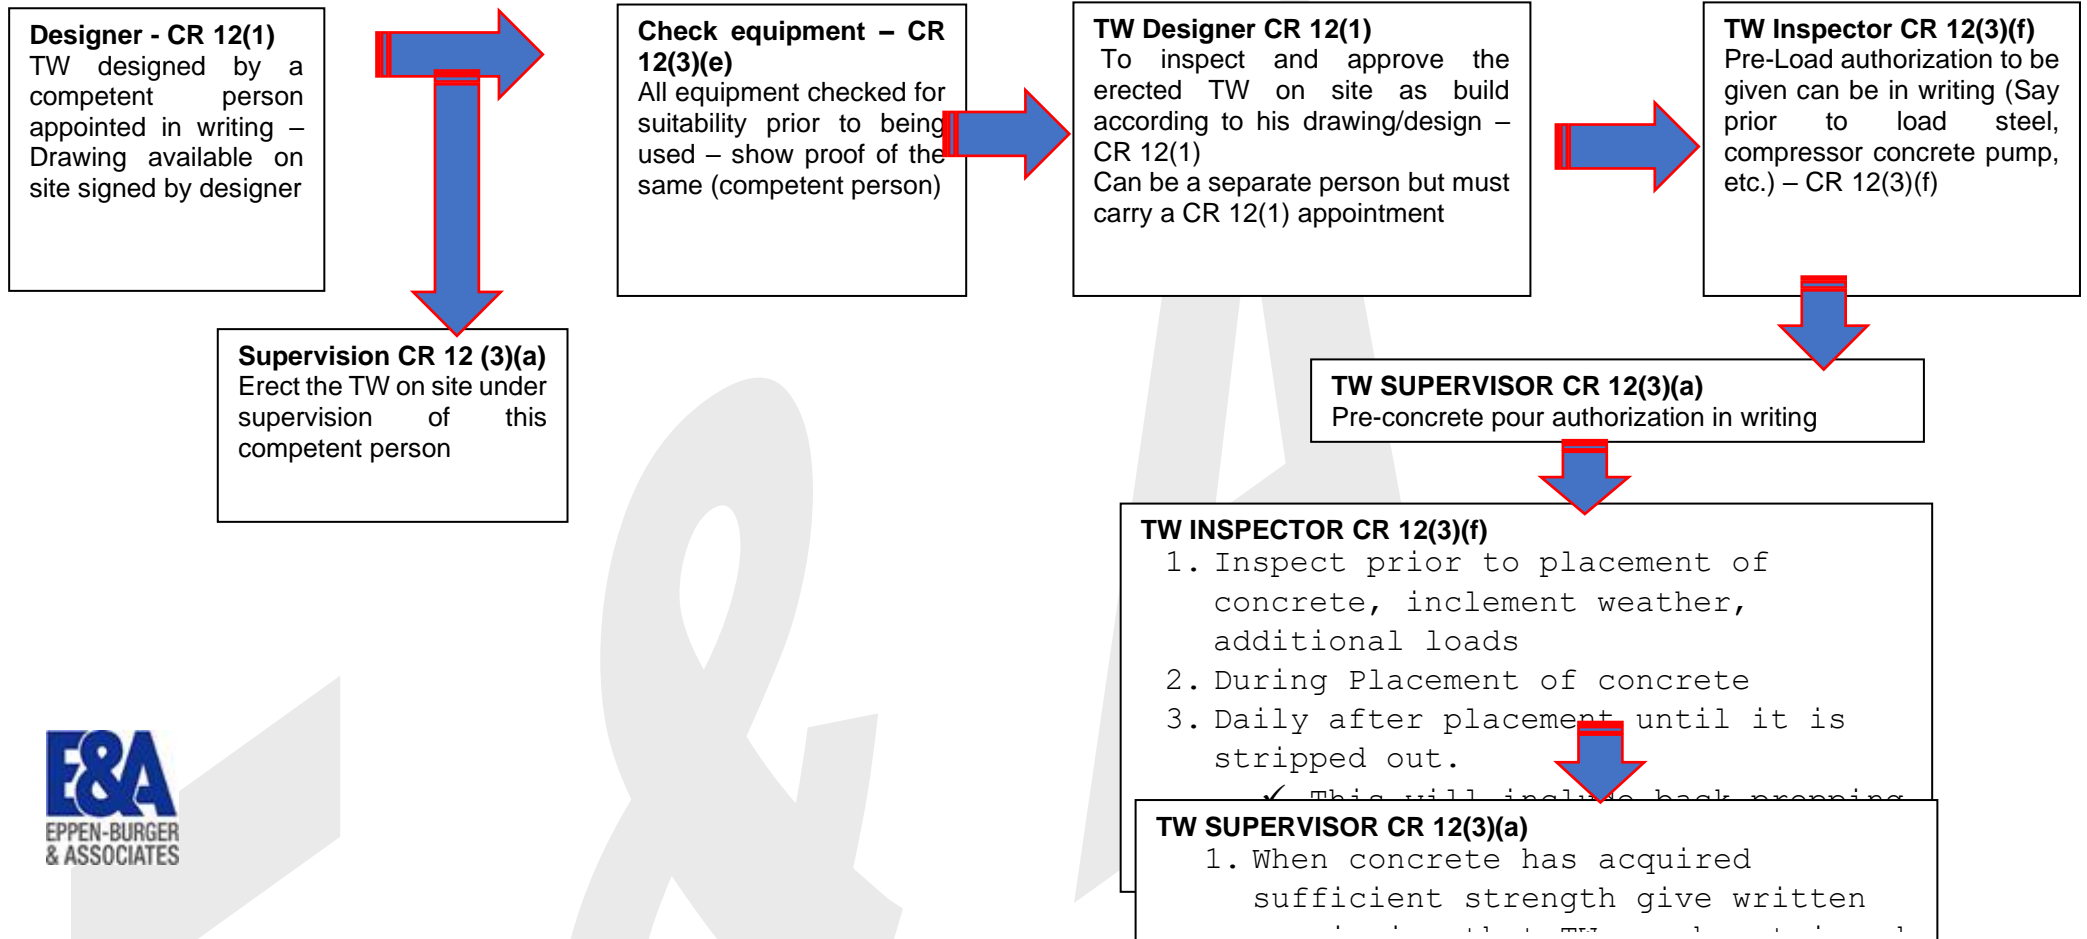 Designer - CR 12(1)
TW designed by a
competent person
appointed in writing –
Drawing available on
site signed by designer
Check equipment – CR
12(3)(e)
All equipment checked for
suitability prior to being
used – show proof of the
same (competent person)
TW Designer CR 12(1)
To inspect and approve the
erected TW on site as build
according to his drawing/design –
CR 12(1)
Can be a separate person but must
carry a CR 12(1) appointment
TW Inspector CR 12(3)(f)
Pre-Load authorization to be
given can be in writing (Say
prior to load steel,
compressor concrete pump,
etc.) – CR 12(3)(f)
Supervision CR 12 (3)(a)
Erect the TW on site under
supervision of this
competent person
TW SUPERVISOR CR 12(3)(a)
Pre-concrete pour authorization in writing
TW INSPECTOR CR 12(3)(f)
1. Inspect prior to placement of
concrete, inclement weather,
additional loads
2. During Placement of concrete
3. Daily after placement until it is
stripped out.
✓ This will include back propping
TW SUPERVISOR CR 12(3)(a)
1. When concrete has acquired
sufficient strength give written
E&A
EPPEN-BURGER
& ASSOCIATES